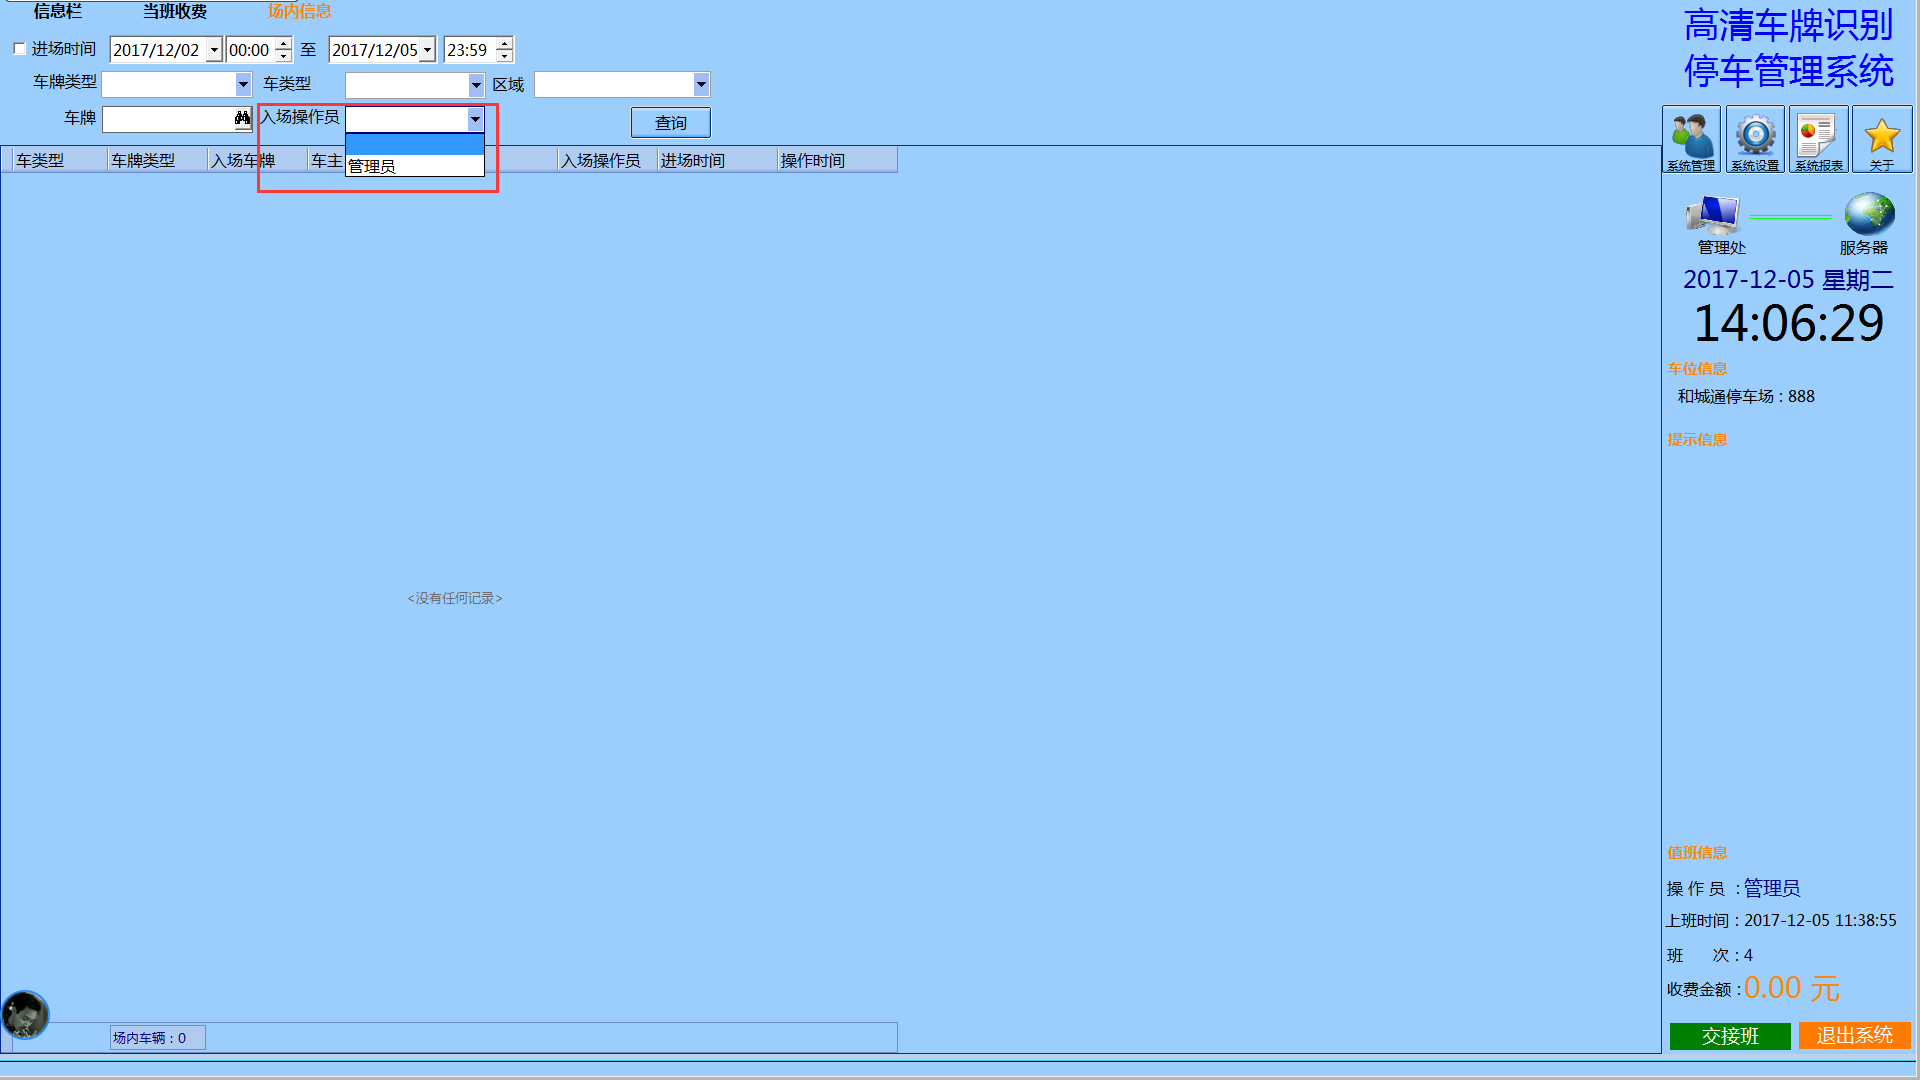 信息栏 当班收费 场内信息
进场时间 2017/12/02 00:00 至 2017/12/05 23:59
车牌类型 车类型 区域
车牌 入场操作员 查询
管理员
车类型 车牌类型 入场车牌 车主 入场操作员 进场时间 操作时间
<没有任何记录>
场内车辆：0
高清车牌识别
停车管理系统
系统管理 系统设置 系统报表 关于
管理处 服务器
2017-12-05 星期二
14:06:29
车位信息
和城通停车场：888
提示信息
值班信息
操 作 员 ：管理员
上班时间：2017-12-05 11:38:55
班 次：4
收费金额：0.00 元
交接班 退出系统